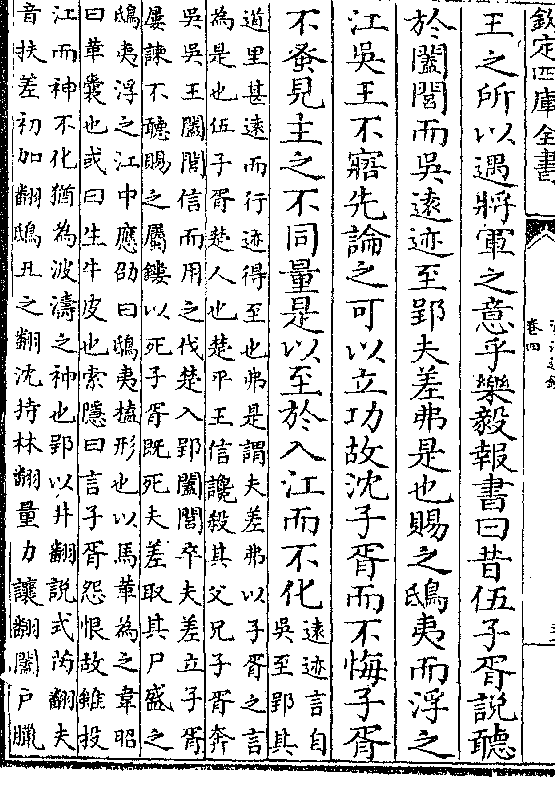 欽定四庫全書
卷四
王之所以遇將軍之意乎樂毅報書曰昔伍子胥説聽
於闔閭而吳逺迹至郢夫差弗是也賜之鴟夷而浮之
江吳王不寤先論之可以立功故沈子胥而不悔子胥
不蚤見主之不同量是以至於入江而不化
逺迹言自
吳至郢其
道里甚逺而行迹得至也弗是謂夫差弗以子胥之言
為是也伍子胥楚人也楚平王信讒殺其父兄子胥奔
吳吳王闔閭信而用之伐楚入郢闔閭卒夫差立子胥
屢諫不聽賜之屬鏤以死子胥既死夫差取其尸盛之
鴟夷浮之江中應劭曰鴟夷榼形也以馬革為之韋昭
曰革囊也或曰生牛皮也索隱曰言子胥怨恨故雖投
江而神不化猶為波濤之神也郢以井翻説式芮翻夫
音扶差初加翻鴟丑之翻沈持林翻量力讓翻闔戶臘